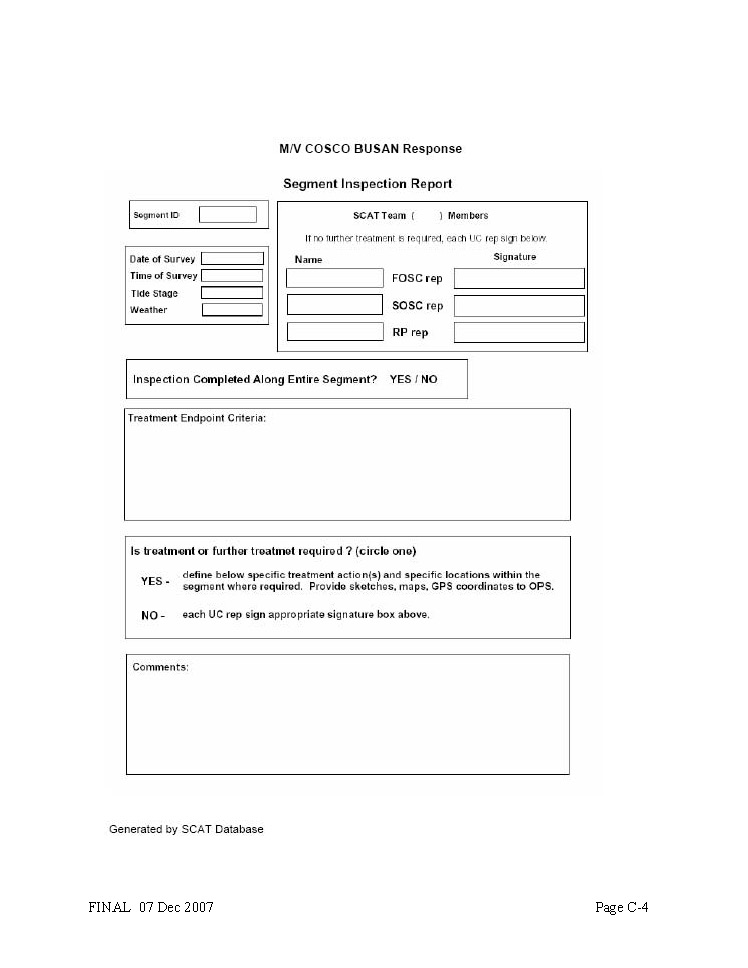 M/V COSCO BUSAN Response
Segment Inspection Report
Segment ID
Date of Survey
Time of Survey
Tide Stage
Weather
SCAT Team (      ) Members
If no further treatment is required, each UC rep sign below.
Name
Signature
FOSC rep
SOSC rep
RP rep
Inspection Completed Along Entire Segment?    YES / NO
Treatment Endpoint Criteria:
Is treatment or further treatmet required ? (circle one)
YES -   define below specific treatment action(s) and specific locations within the
segment where required.  Provide sketches, maps, GPS coordinates to OPS.
NO -   each UC rep sign appropriate signature box above.
Comments:
Generated by SCAT Database
FINAL  07 Dec 2007
Page C-4